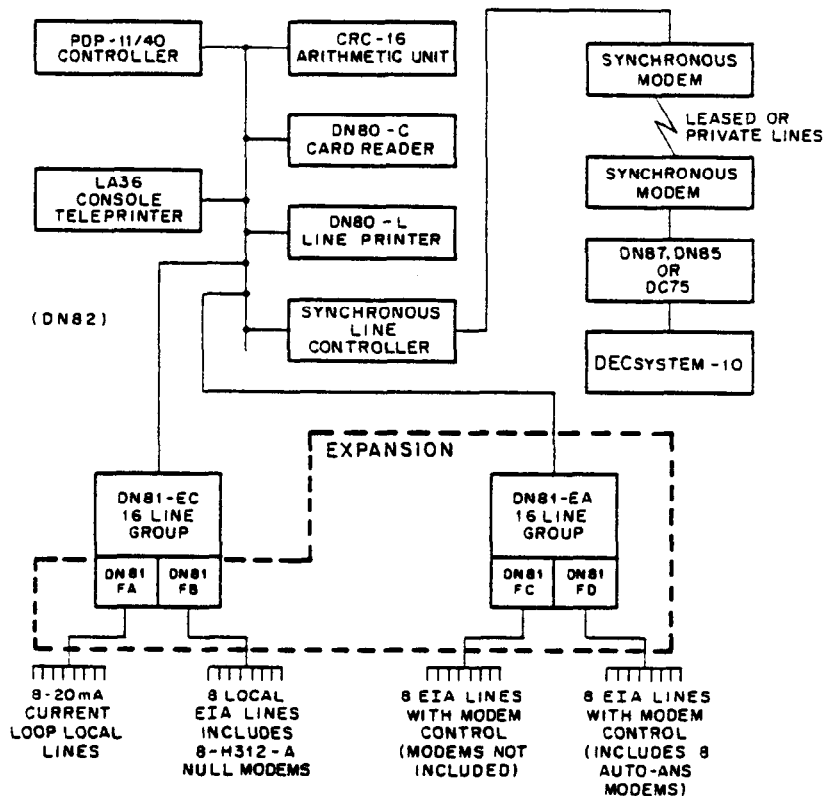 PDP-11/40
CONTROLLER
CRC-16
ARITHMETIC UNIT
SYNCHRONOUS
MODEM
LEASED OR
PRIVATE LINES
DN80-C
CARD READER
LA36
CONSOLE
TELEPRINTER
SYNCHRONOUS
MODEM
DN80-L
LINE PRINTER
DN87, DN85
OR
DC75
(DN82)
SYNCHRONOUS
LINE
CONTROLLER
DECSYSTEM-10
EXPANSION
DN81-EC
16 LINE
GROUP
DN81
FA
DN81
FB
DN81-EA
16 LINE
GROUP
DN81
FC
DN81
FD
8-20mA
CURRENT
LOOP LOCAL
LINES
8 LOCAL
EIA LINES
INCLUDES
8-H312-A
NULL MODEMS
8 EIA LINES
WITH MODEM
CONTROL
(MODEMS NOT
INCLUDED)
8 EIA LINES
WITH MODEM
CONTROL
(INCLUDES 8
AUTO-ANS
MODEMS)